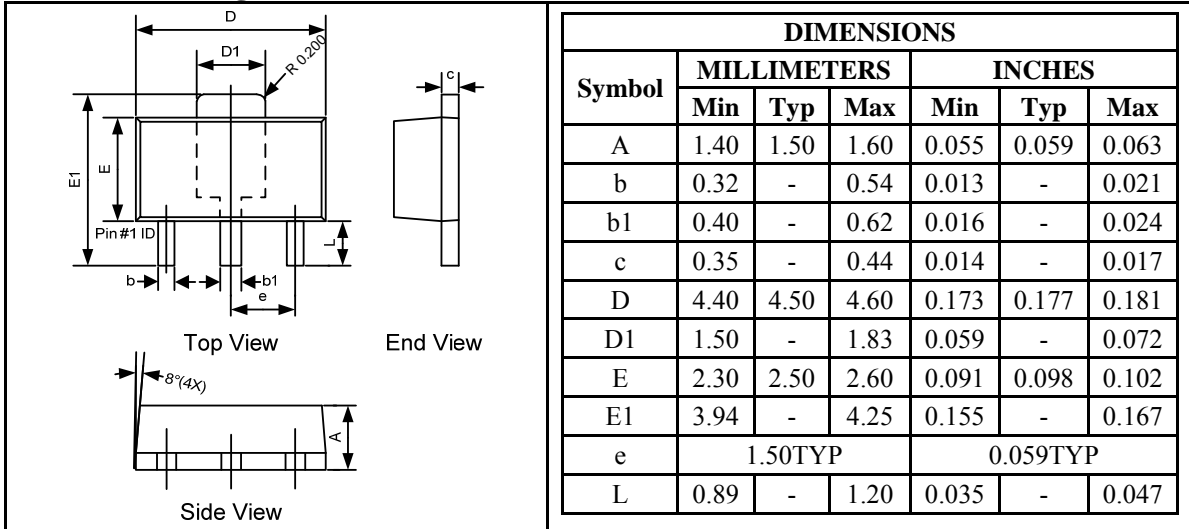 D
D1
R 0.200
c
E1
E
Pin #1 ID
L
b
b1
e
Top View
End View
8°(4X)
A
Side View
DIMENSIONS
Symbol MILLIMETERS INCHES
Min Typ Max Min Typ Max
A 1.40 1.50 1.60 0.055 0.059 0.063
b 0.32 - 0.54 0.013 - 0.021
b1 0.40 - 0.62 0.016 - 0.024
c 0.35 - 0.44 0.014 - 0.017
D 4.40 4.50 4.60 0.173 0.177 0.181
D1 1.50 - 1.83 0.059 - 0.072
E 2.30 2.50 2.60 0.091 0.098 0.102
E1 3.94 - 4.25 0.155 - 0.167
e 1.50TYP 0.059TYP
L 0.89 - 1.20 0.035 - 0.047